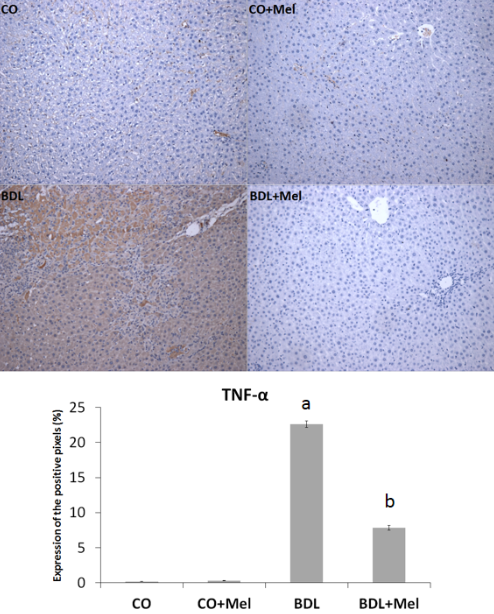 CO
CO+Mel
BDL
BDL+Mel
TNF-α
Expression of the positive pixels (%)
25
20
15
10
5
0
a
b
CO
CO+Mel
BDL
BDL+Mel